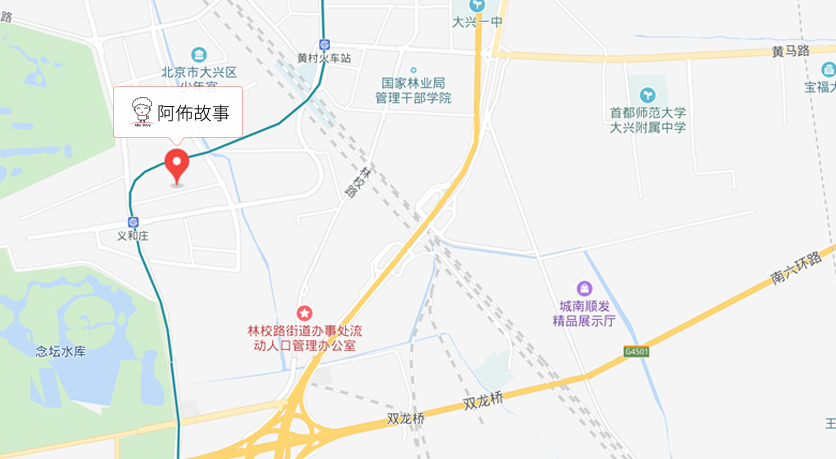 路
大兴一中
黄村火车站
黄马路
北京市大兴区
少年宫
国家林业局
管理干部学院
宝福大
阿佈故事
首都师范大学
大兴附属中学
林校路
义和庄
南六环路
城南顺发
精品展示厅
林校路街道办事处流
动人口管理办公室
念坛水库
G4501
双龙桥
双龙桥
王